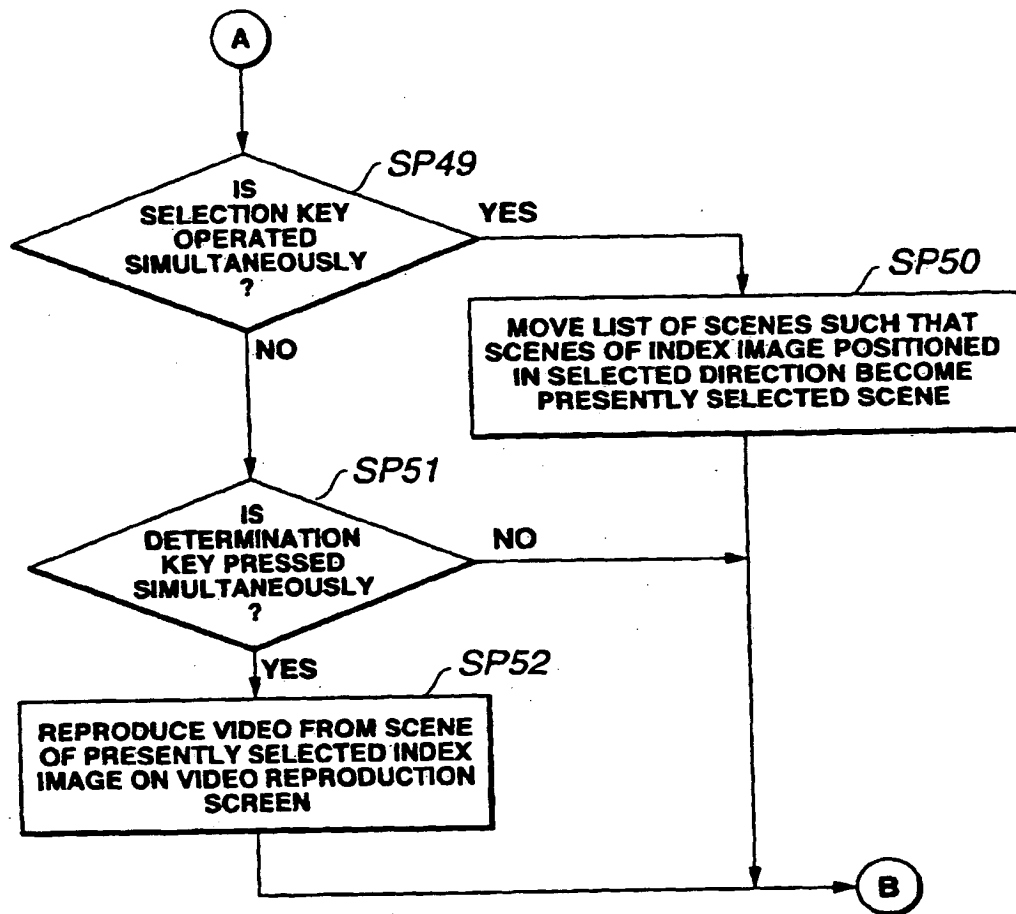 A
SP49
IS
SELECTION KEY
OPERATED
SIMULTANEOUSLY
?
YES
NO
SP50
MOVE LIST OF SCENES SUCH THAT
SCENES OF INDEX IMAGE POSITIONED
IN SELECTED DIRECTION BECOME
PRESENTLY SELECTED SCENE
SP51
IS
DETERMINATION
KEY PRESSED
SIMULTANEOUSLY
?
NO
YES
SP52
REPRODUCE VIDEO FROM SCENE
OF PRESENTLY SELECTED INDEX
IMAGE ON VIDEO REPRODUCTION
SCREEN
B